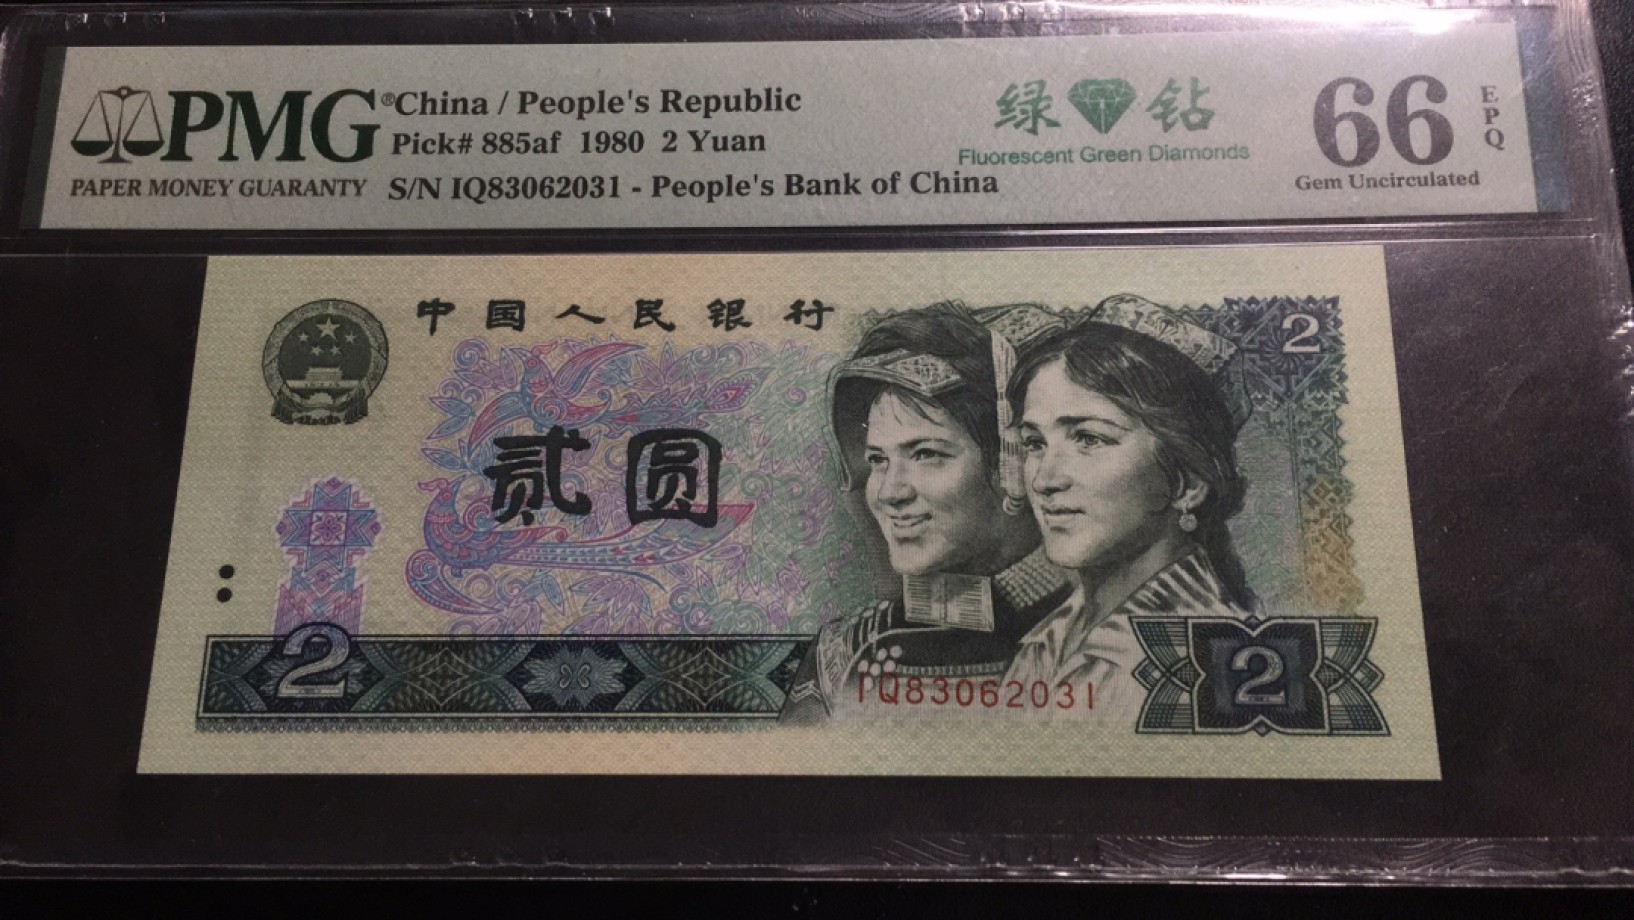 PMG®
PAPER MONEY GUARANTY
China / People's Republic
Pick# 885af 1980 2 Yuan
S/N IQ83062031 - People's Bank of China
绿 钻
Fluorescent Green Diamonds
66
EPQ
Gem Uncirculated
中国人民银行
2
贰圆
2
IQ83062031
2